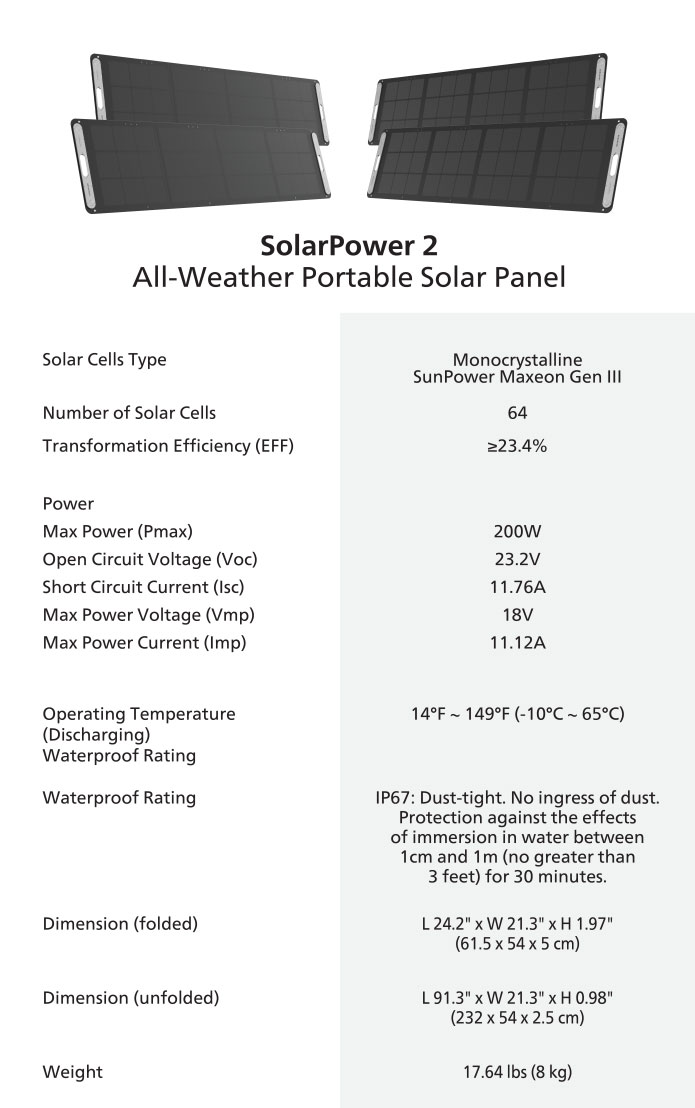 SolarPower 2
All-Weather Portable Solar Panel
Solar Cells Type
Monocrystalline
SunPower Maxeon Gen III
Number of Solar Cells
64
Transformation Efficiency (EFF)
≥23.4%
Power
Max Power (Pmax)
200W
Open Circuit Voltage (Voc)
23.2V
Short Circuit Current (Isc)
11.76A
Max Power Voltage (Vmp)
18V
Max Power Current (Imp)
11.12A
Operating Temperature
(Discharging)
14°F ~ 149°F (-10°C ~ 65°C)
Waterproof Rating
Waterproof Rating
IP67: Dust-tight. No ingress of dust.
Protection against the effects
of immersion in water between
1cm and 1m (no greater than
3 feet) for 30 minutes.
Dimension (folded)
L 24.2" x W 21.3" x H 1.97"
(61.5 x 54 x 5 cm)
Dimension (unfolded)
L 91.3" x W 21.3" x H 0.98"
(232 x 54 x 2.5 cm)
Weight
17.64 lbs (8 kg)